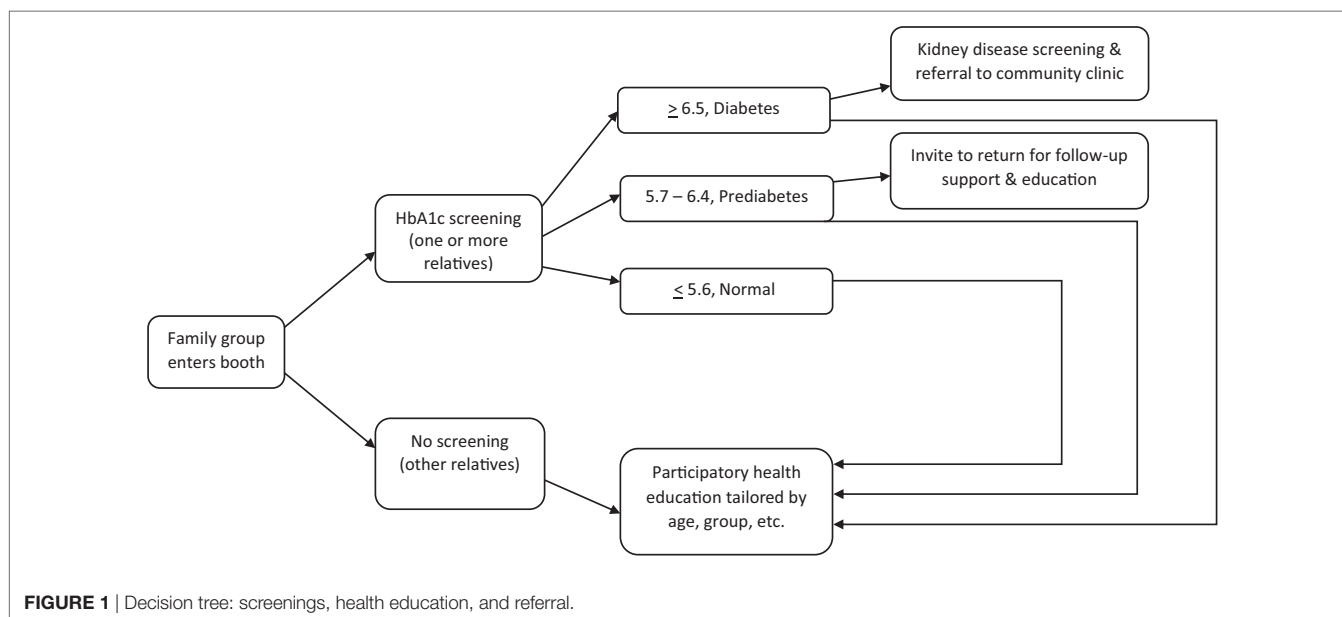 Kidney disease screening &
referral to community clinic
≥ 6.5, Diabetes
Invite to return for follow-up
support & education
5.7 – 6.4, Prediabetes
HbA1c screening
(one or more
relatives)
≤ 5.6, Normal
Family group
enters booth
No screening
(other relatives)
Participatory health
education tailored by
age, group, etc.
FIGURE 1 | Decision tree: screenings, health education, and referral.